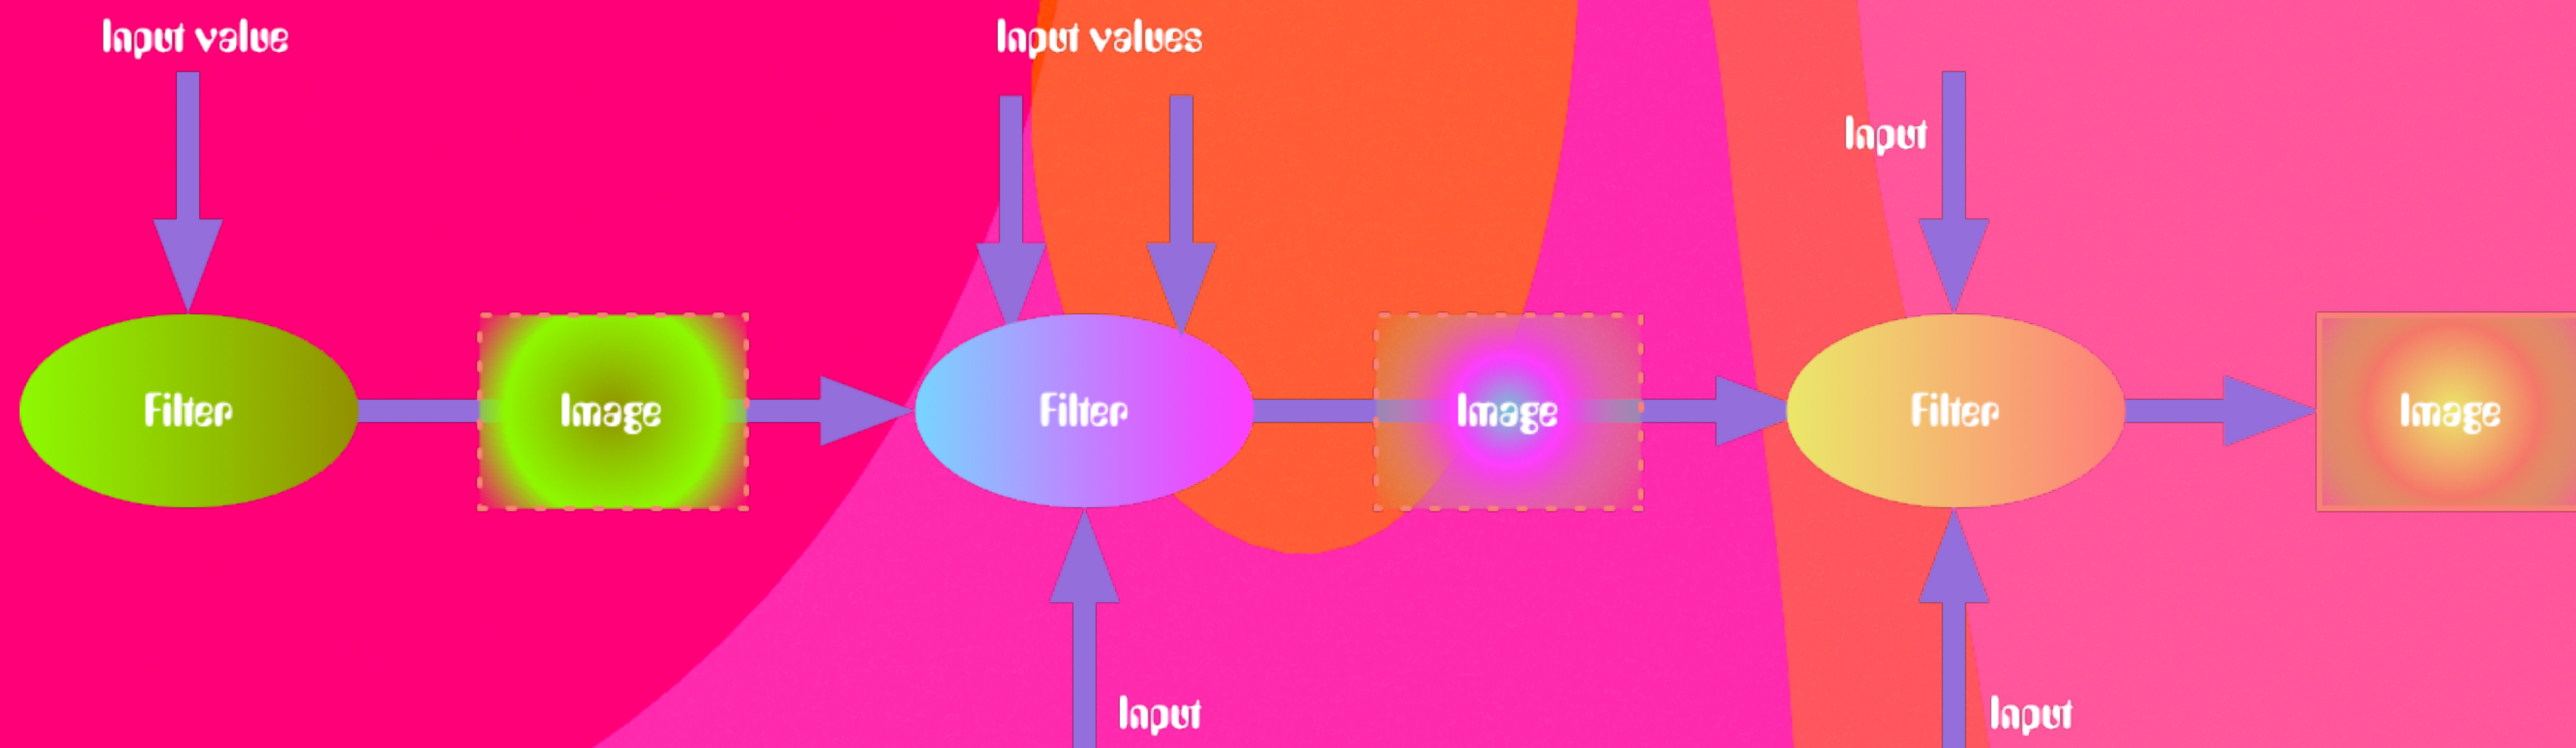 Input value
Input values
Input
Filter
Image
Filter
Image
Filter
Image
Input
Input